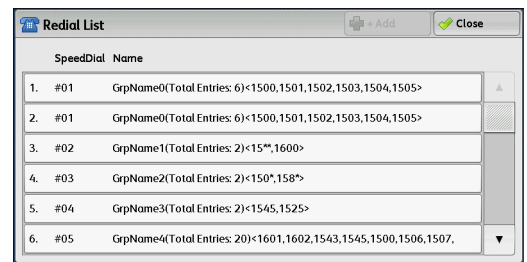 Redial List + Add Close
SpeedDial Name
1. #01 GrpName0(Total Entries: 6)<1500,1501,1502,1503,1504,1505>
2. #01 GrpName0(Total Entries: 6)<1500,1501,1502,1503,1504,1505>
3. #02 GrpName1(Total Entries: 2)<15**,1600>
4. #03 GrpName2(Total Entries: 2)<150*,158*>
5. #04 GrpName3(Total Entries: 2)<1545,1525>
6. #05 GrpName4(Total Entries: 20)<1601,1602,1543,1545,1500,1506,1507,